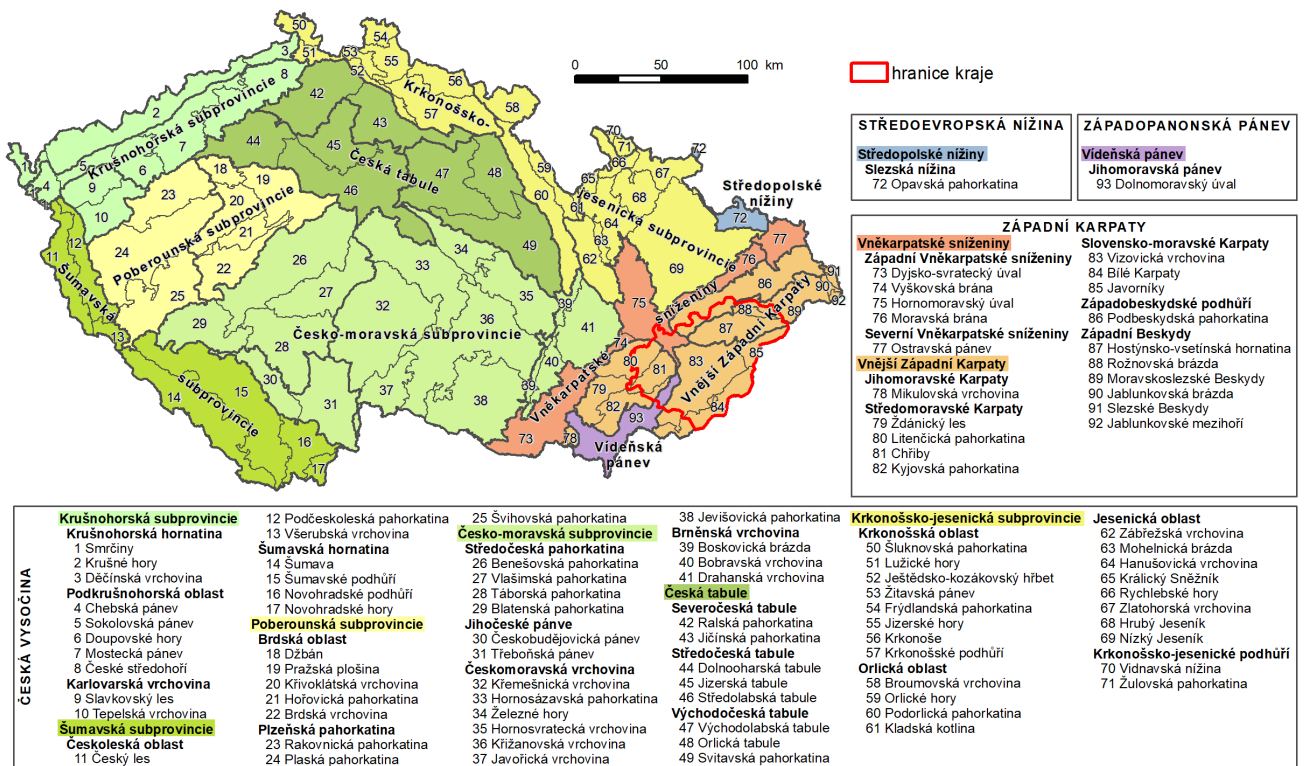 0 50 100 km
hranice kraje
Krušnohorská subprovincie
Krkonošsko-
jesenická subprovincie
Česká tabule
Poberounská subprovincie
Šumavská
subprovincie
Česko-moravská subprovincie
Středopolské
nížiny
Vněkarpatské
sníženiny
Vnější Západní Karpaty
Vídeňská
pánev
STŘEDOEVROPSKÁ NÍŽINA
Středopolské nížiny
Slezská nížina
72 Opavská pahorkatina
ZÁPADOPANONSKÁ PÁNEV
Vídeňská pánev
Jihomoravská pánev
93 Dolnomoravský úval
ZÁPADNÍ KARPATY
Vněkarpatské sníženiny
Západní Vněkarpatské sníženiny
73 Dyjsko-svratecký úval
74 Vyškovská brána
75 Hornomoravský úval
76 Moravská brána
Severní Vněkarpatské sníženiny
77 Ostravská pánev
Vnější Západní Karpaty
Jihomoravské Karpaty
78 Mikulovská vrchovina
Středomoravské Karpaty
79 Ždánický les
80 Litenčická pahorkatina
81 Chřiby
82 Kyjovská pahorkatina
Slovensko-moravské Karpaty
83 Vizovická vrchovina
84 Bílé Karpaty
85 Javorníky
Západobeskydské podhůří
86 Podbeskydská pahorkatina
Západní Beskydy
87 Hostýnsko-vsetínská hornatina
88 Rožnovská brázda
89 Moravskoslezské Beskydy
90 Jablunkovská brázda
91 Slezské Beskydy
92 Jablunkovské mezihoří
ČESKÁ VYSOČINA
Krušnohorská subprovincie
Krušnohorská hornatina
1 Smrčiny
2 Krušné hory
3 Děčínská vrchovina
Podkrušnohorská oblast
4 Chebská pánev
5 Sokolovská pánev
6 Doupovské hory
7 Mostecká pánev
8 České středohoří
Karlovarská vrchovina
9 Slavkovský les
10 Tepelská vrchovina
Šumavská subprovincie
Českoleská oblast
11 Český les
12 Podčeskoleská pahorkatina
13 Všerubská vrchovina
Šumavská hornatina
14 Šumava
15 Šumavské podhůří
16 Novohradské podhůří
17 Novohradské hory
Poberounská subprovincie
Brdská oblast
18 Džbán
19 Pražská plošina
20 Křivoklátská vrchovina
21 Hořovická pahorkatina
22 Brdská vrchovina
Plzeňská pahorkatina
23 Rakovnická pahorkatina
24 Plaská pahorkatina
25 Švihovská pahorkatina
Česko-moravská subprovincie
Středočeská pahorkatina
26 Benešovská pahorkatina
27 Vlašimská pahorkatina
28 Táborská pahorkatina
29 Blatenská pahorkatina
Jihočeské pánve
30 Českobudějovická pánev
31 Třeboňská pánev
Českomoravská vrchovina
32 Křemešnická vrchovina
33 Hornosázavská pahorkatina
34 Železné hory
35 Hornosvratecká vrchovina
36 Křižanovská vrchovina
37 Javořická vrchovina
38 Jevišovická pahorkatina
Brněnská vrchovina
39 Boskovická brázda
40 Bobravská vrchovina
41 Drahanská vrchovina
Česká tabule
Severočeská tabule
42 Ralská pahorkatina
43 Jičínská pahorkatina
Středočeská tabule
44 Dolnooharská tabule
45 Jizerská tabule
46 Středolabská tabule
Východočeská tabule
47 Východolabská tabule
48 Orlická tabule
49 Svitavská pahorkatina
Krkonošsko-jesenická subprovincie
Krkonošská oblast
50 Šluknovská pahorkatina
51 Lužické hory
52 Ještědsko-kozákovský hřbet
53 Žitavská pánev
54 Frýdlandská pahorkatina
55 Jizerské hory
56 Krkonoše
57 Krkonošské podhůří
Orlická oblast
58 Broumovská vrchovina
59 Orlické hory
60 Podorlická pahorkatina
61 Kladská kotlina
Jesenická oblast
62 Zábřežská vrchovina
63 Mohelnická brázda
64 Hanušovická vrchovina
65 Králický Sněžník
66 Rychlebské hory
67 Zlatohorská vrchovina
68 Hrubý Jeseník
69 Nízký Jeseník
Krkonošsko-jesenické podhůří
70 Vidnavská nížina
71 Žulovská pahorkatina